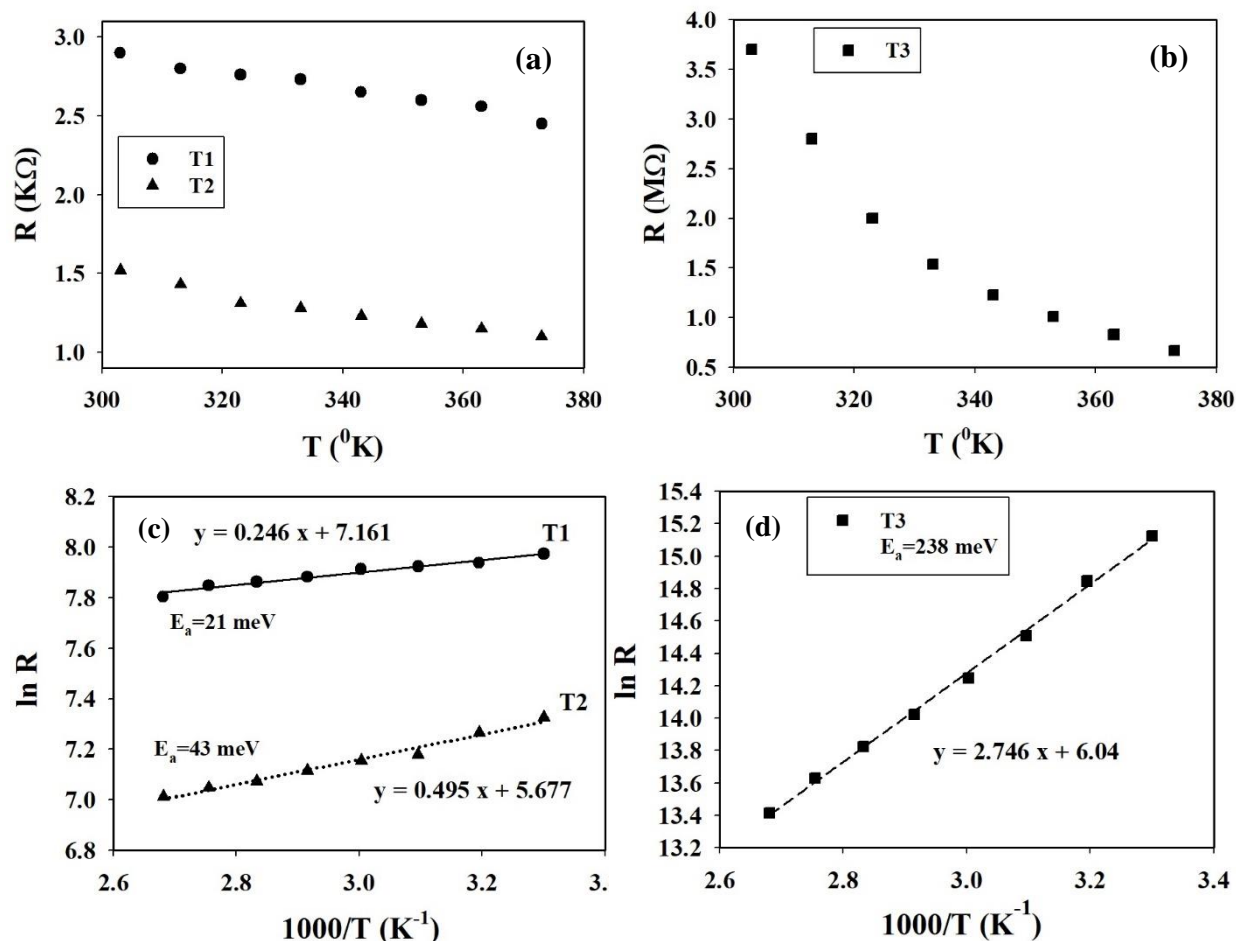 (a)
3.0
2.5
2.0
1.5
1.0
R (KΩ)
T1
T2
300 320 340 360 380
T (⁰K)
(b)
4.0
3.5
3.0
2.5
2.0
1.5
1.0
0.5
R (MΩ)
T3
300 320 340 360 380
T (⁰K)
(c)
8.2
8.0
7.8
7.6
7.4
7.2
7.0
6.8
ln R
y = 0.246 x + 7.161
T1
Eₐ=21 meV
T2
Eₐ=43 meV
y = 0.495 x + 5.677
2.6 2.8 3.0 3.2 3.
1000/T (K⁻¹)
(d)
15.4
15.2
15.0
14.8
14.6
14.4
14.2
14.0
13.8
13.6
13.4
13.2
ln R
T3
Eₐ=238 meV
y = 2.746 x + 6.04
2.6 2.8 3.0 3.2 3.4
1000/T (K⁻¹)